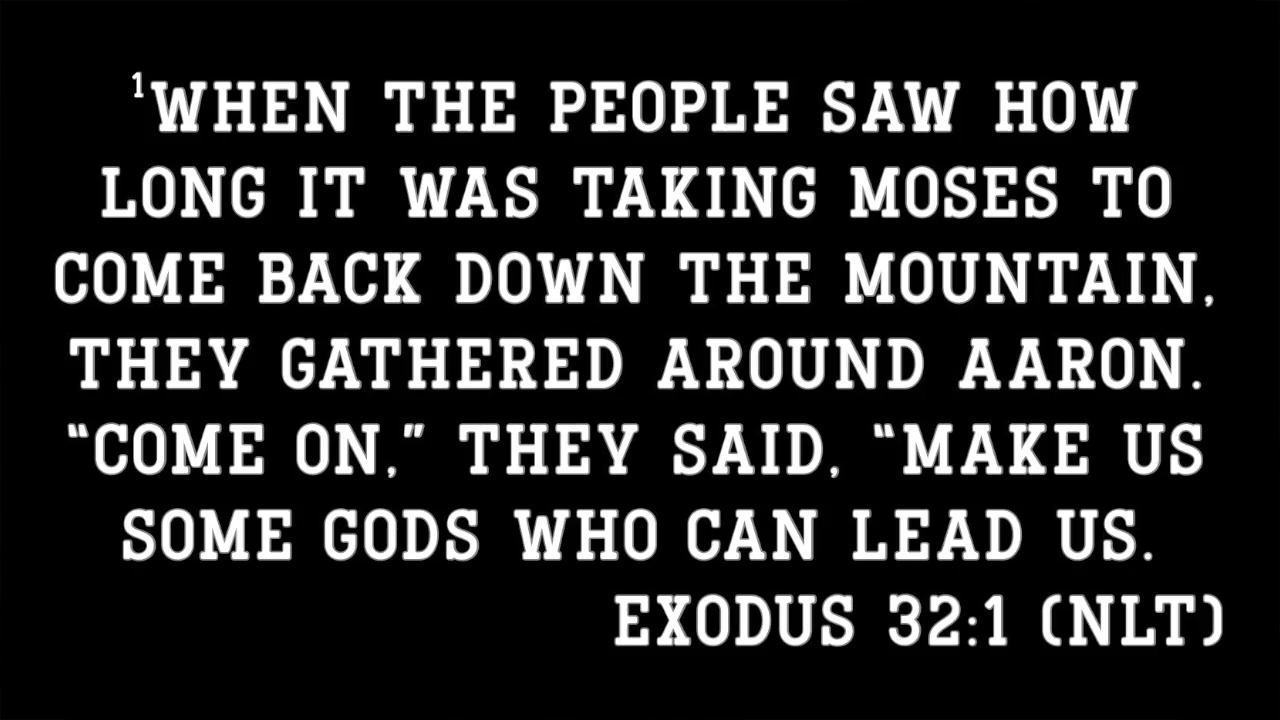 ¹WHEN THE PEOPLE SAW HOW
LONG IT WAS TAKING MOSES TO
COME BACK DOWN THE MOUNTAIN,
THEY GATHERED AROUND AARON.
“COME ON,” THEY SAID, “MAKE US
SOME GODS WHO CAN LEAD US.
EXODUS 32:1 (NLT)